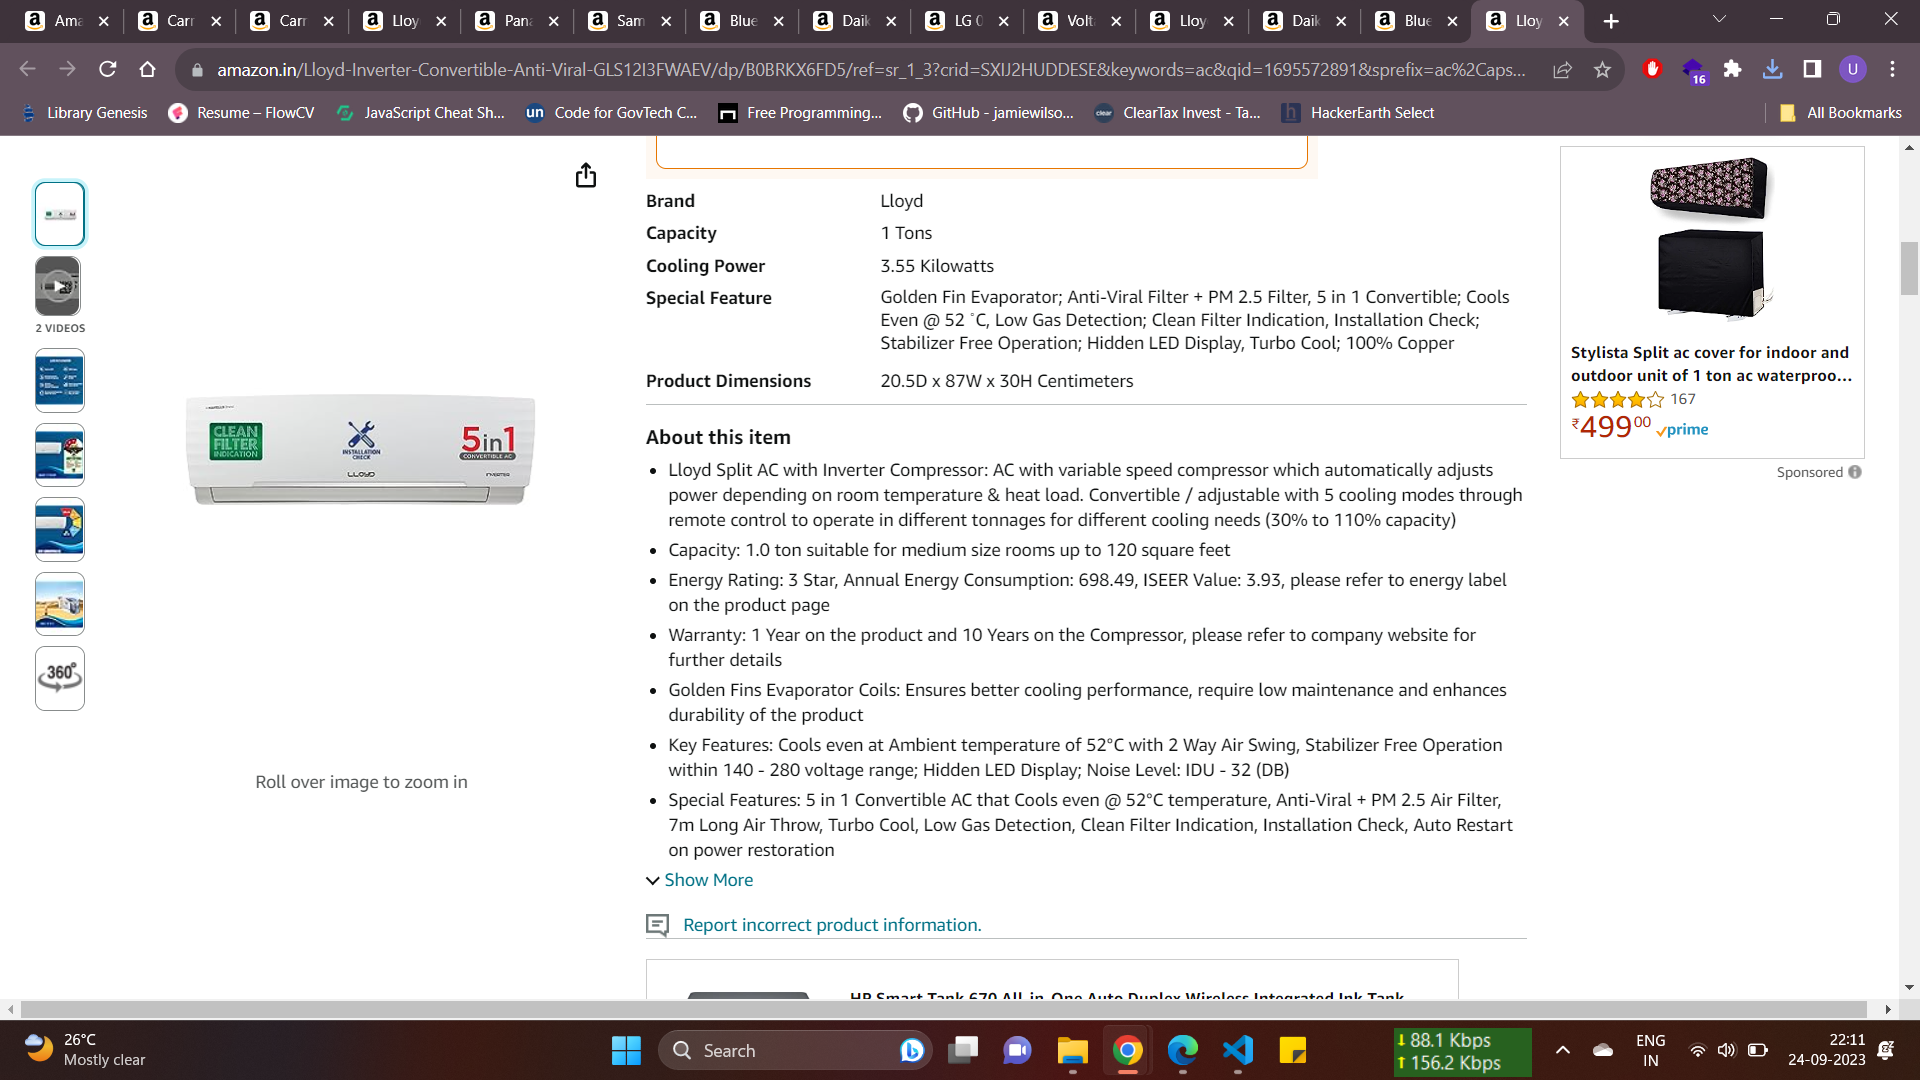 Ama
Carr
Carr
Lloy
Pana
Sam
Blue
Daik
LG 0
Volta
Lloy
Daik
Blue
Lloy
amazon.in/Lloyd-Inverter-Convertible-Anti-Viral-GLS12I3FWAEV/dp/B0BRKX6FD5/ref=sr_1_3?crid=SXIJ2HUDDESE&keywords=ac&qid=1695572891&sprefix=ac%2Caps...
16
U
Library Genesis
Resume – FlowCV
JavaScript Cheat Sh...
un Code for GovTech C...
Free Programming...
GitHub - jamiewilso...
clear ClearTax Invest - Ta...
h HackerEarth Select
All Bookmarks
2 VIDEOS
360°
CLEAN
FILTER
INDICATION
INSTALLATION
CHECK
5in1
CONVERTIBLE AC
LLOYD
INVERTER
Roll over image to zoom in
Brand Lloyd
Capacity 1 Tons
Cooling Power 3.55 Kilowatts
Special Feature Golden Fin Evaporator; Anti-Viral Filter + PM 2.5 Filter, 5 in 1 Convertible; Cools
Even @ 52 ˚C, Low Gas Detection; Clean Filter Indication, Installation Check;
Stabilizer Free Operation; Hidden LED Display, Turbo Cool; 100% Copper
Product Dimensions 20.5D x 87W x 30H Centimeters
About this item
• Lloyd Split AC with Inverter Compressor: AC with variable speed compressor which automatically adjusts
power depending on room temperature & heat load. Convertible / adjustable with 5 cooling modes through
remote control to operate in different tonnages for different cooling needs (30% to 110% capacity)
• Capacity: 1.0 ton suitable for medium size rooms up to 120 square feet
• Energy Rating: 3 Star, Annual Energy Consumption: 698.49, ISEER Value: 3.93, please refer to energy label
on the product page
• Warranty: 1 Year on the product and 10 Years on the Compressor, please refer to company website for
further details
• Golden Fins Evaporator Coils: Ensures better cooling performance, require low maintenance and enhances
durability of the product
• Key Features: Cools even at Ambient temperature of 52°C with 2 Way Air Swing, Stabilizer Free Operation
within 140 - 280 voltage range; Hidden LED Display; Noise Level: IDU - 32 (DB)
• Special Features: 5 in 1 Convertible AC that Cools even @ 52°C temperature, Anti-Viral + PM 2.5 Air Filter,
7m Long Air Throw, Turbo Cool, Low Gas Detection, Clean Filter Indication, Installation Check, Auto Restart
on power restoration
Show More
Report incorrect product information.
HP Smart Tank 670 All-in-One Auto Duplex Wireless Integrated Ink Tank
Stylista Split ac cover for indoor and
outdoor unit of 1 ton ac waterproo...
167
₹49900 prime
Sponsored
26°C
Mostly clear
Search
88.1 Kbps
156.2 Kbps
ENG
IN
22:11
24-09-2023